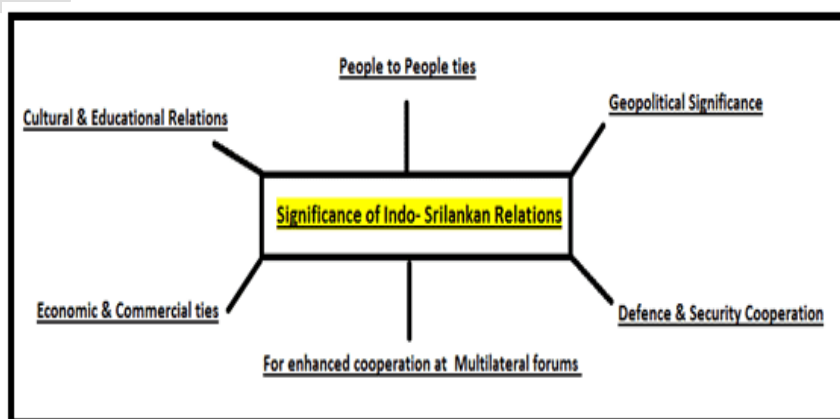 People to People ties
Cultural & Educational Relations
Geopolitical Significance
Significance of Indo- Srilankan Relations
Economic & Commercial ties
Defence & Security Cooperation
For enhanced cooperation at Multilateral forums